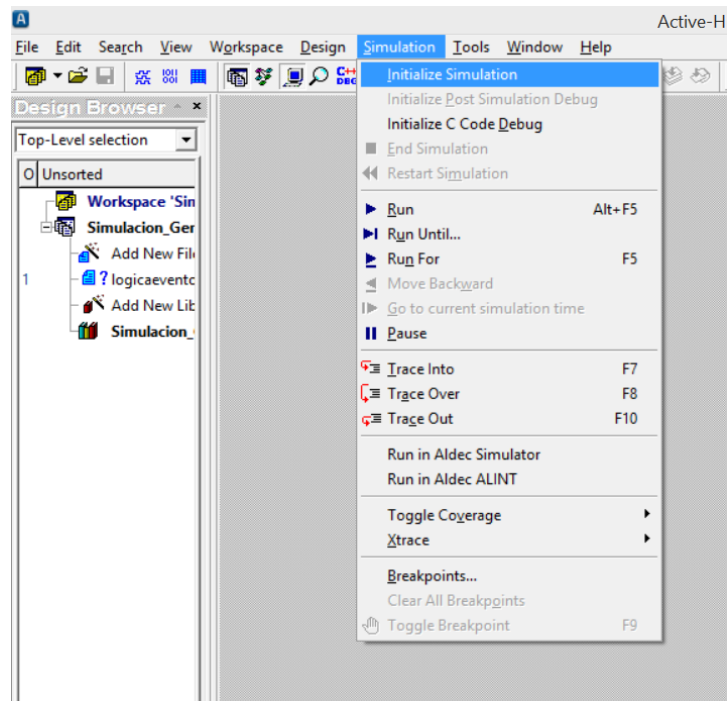 Active-H
File Edit Search View Workspace Design Simulation Tools Window Help
Design Browser
Top-Level selection
O Unsorted
Workspace 'Sim
Simulacion_Ger
Add New File
1 ? logicaevento
Add New Lib
Simulacion_
Initialize Simulation
Initialize Post Simulation Debug
Initialize C Code Debug
End Simulation
Restart Simulation
Run Alt+F5
Run Until...
Run For F5
Move Backward
Go to current simulation time
Pause
Trace Into F7
Trace Over F8
Trace Out F10
Run in Aldec Simulator
Run in Aldec ALINT
Toggle Coverage
Xtrace
Breakpoints...
Clear All Breakpoints
Toggle Breakpoint F9